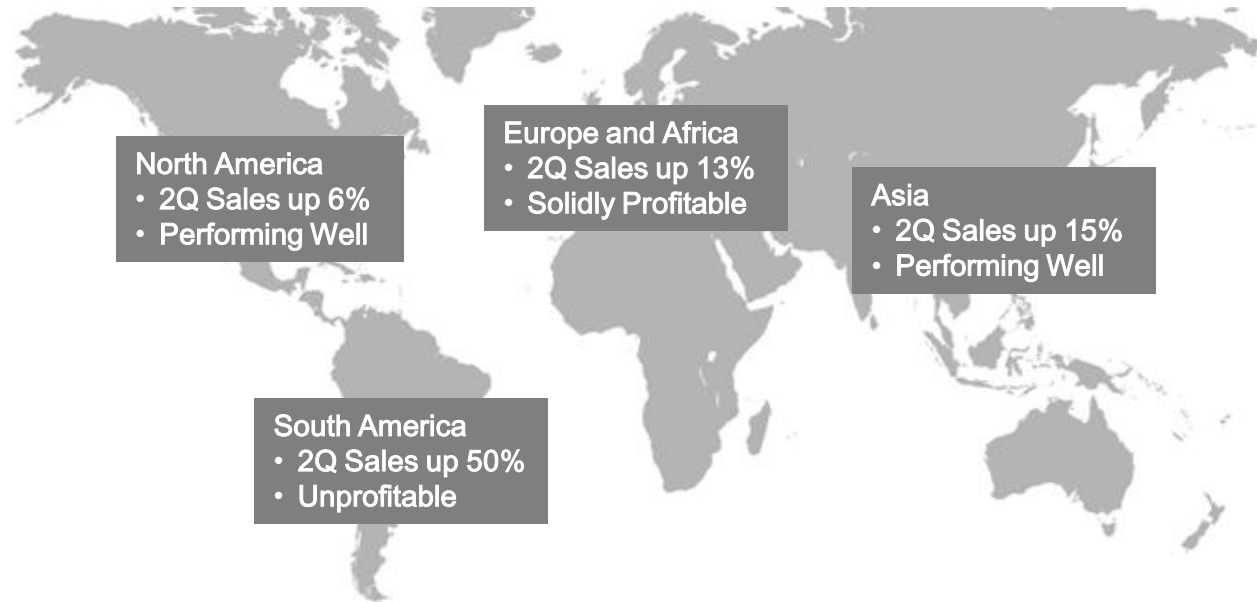 North America
• 2Q Sales up 6%
• Performing Well
Europe and Africa
• 2Q Sales up 13%
• Solidly Profitable
Asia
• 2Q Sales up 15%
• Performing Well
South America
• 2Q Sales up 50%
• Unprofitable